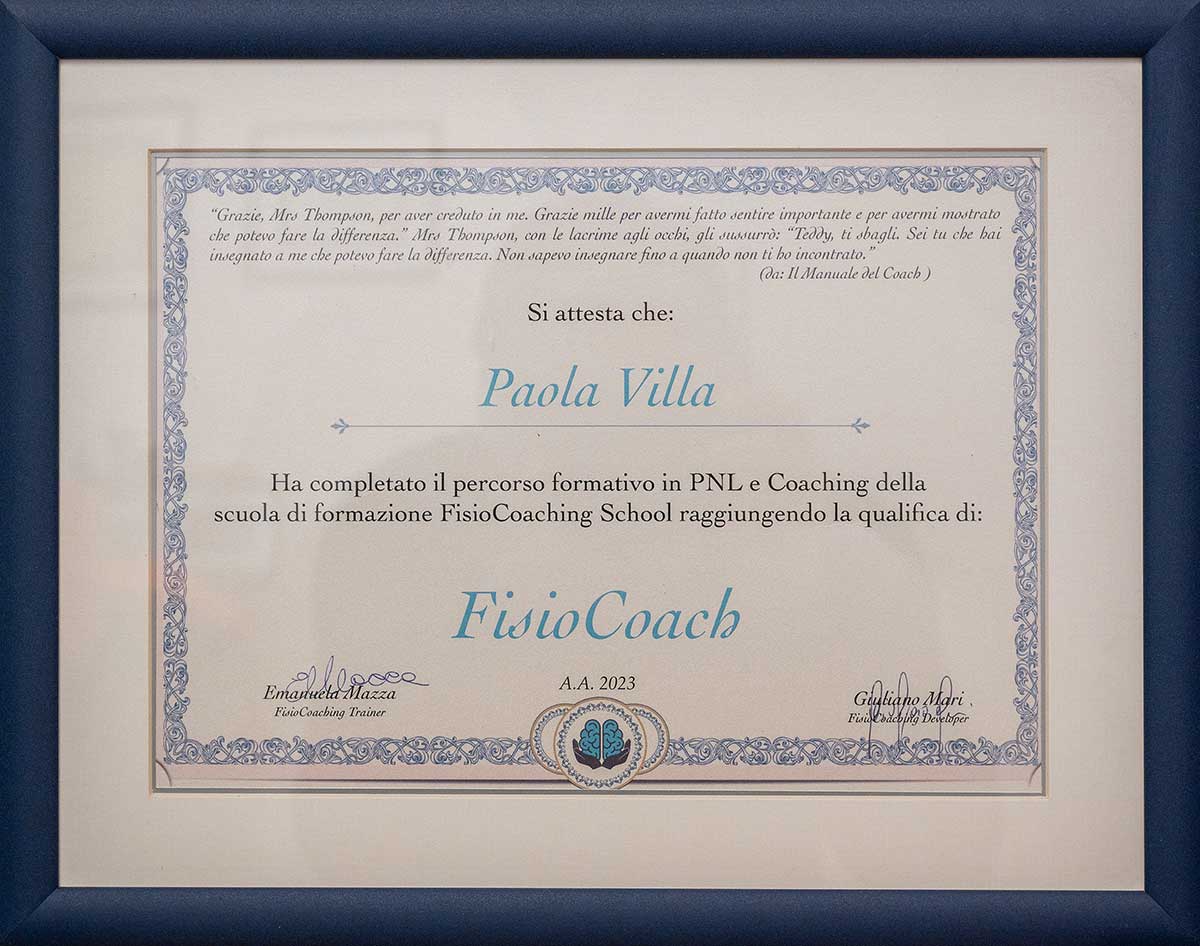 “Grazie, Mrs Thompson, per aver creduto in me. Grazie mille per avermi fatto sentire importante e per avermi mostrato
che potevo fare la differenza.” Mrs Thompson, con le lacrime agli occhi, gli sussurrò: “Teddy, ti sbagli. Sei tu che hai
insegnato a me che potevo fare la differenza. Non sapevo insegnare fino a quando non ti ho incontrato.”
(da: Il Manuale del Coach )
Si attesta che:
Paola Villa
Ha completato il percorso formativo in PNL e Coaching della
scuola di formazione FisioCoaching School raggiungendo la qualifica di:
FisioCoach
A.A. 2023
Emanuela Mazza
FisioCoaching Trainer
Giuliano Mari
FisioCoaching Developer